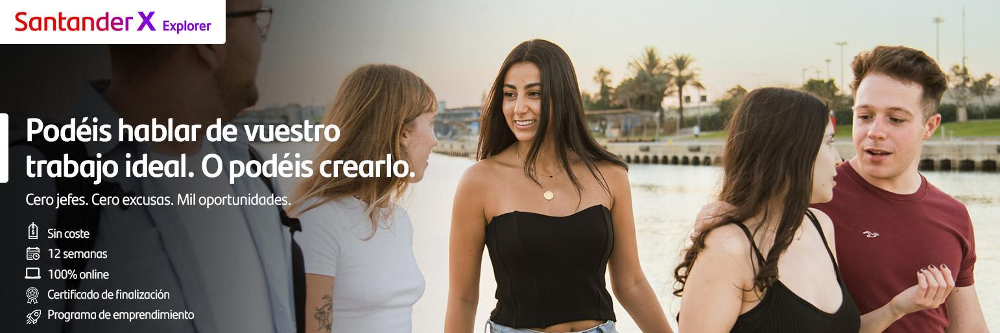 Santander X Explorer
Podéis hablar de vuestro
trabajo ideal. O podéis crearlo.
Cero jefes. Cero excusas. Mil oportunidades.
Sin coste
12 semanas
100% online
Certificado de finalización
Programa de emprendimiento